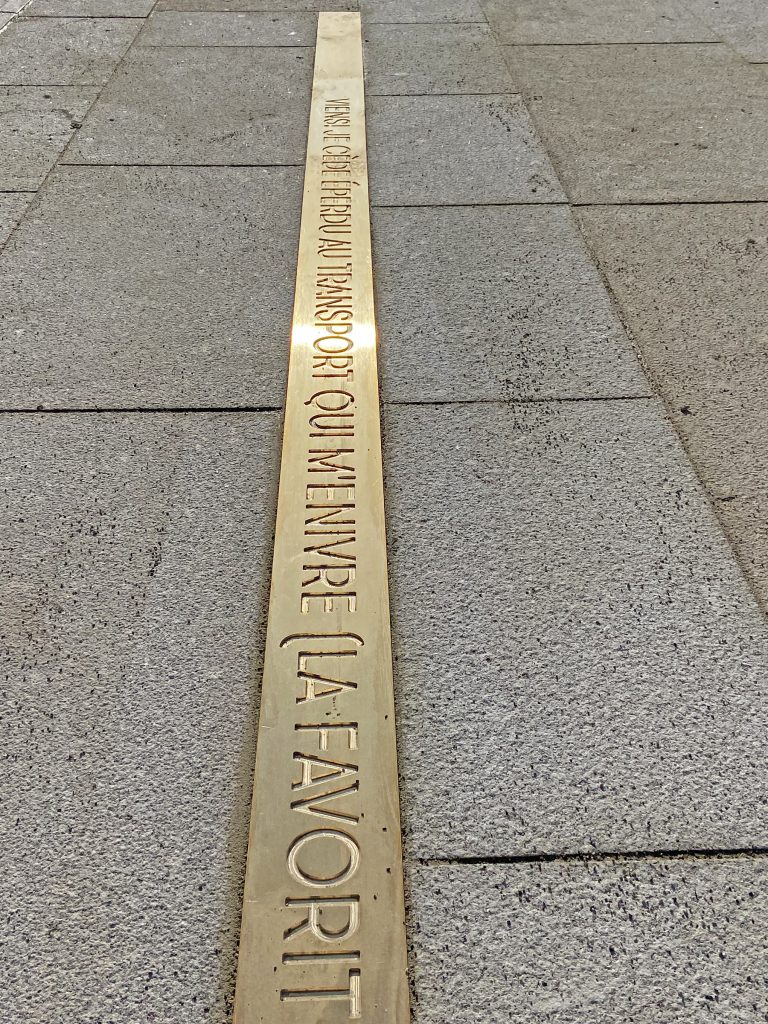 VIENS! JE CÈDE ÉPERDU AU TRANSPORT QUI M'ENIVRE (LA FAVORIT